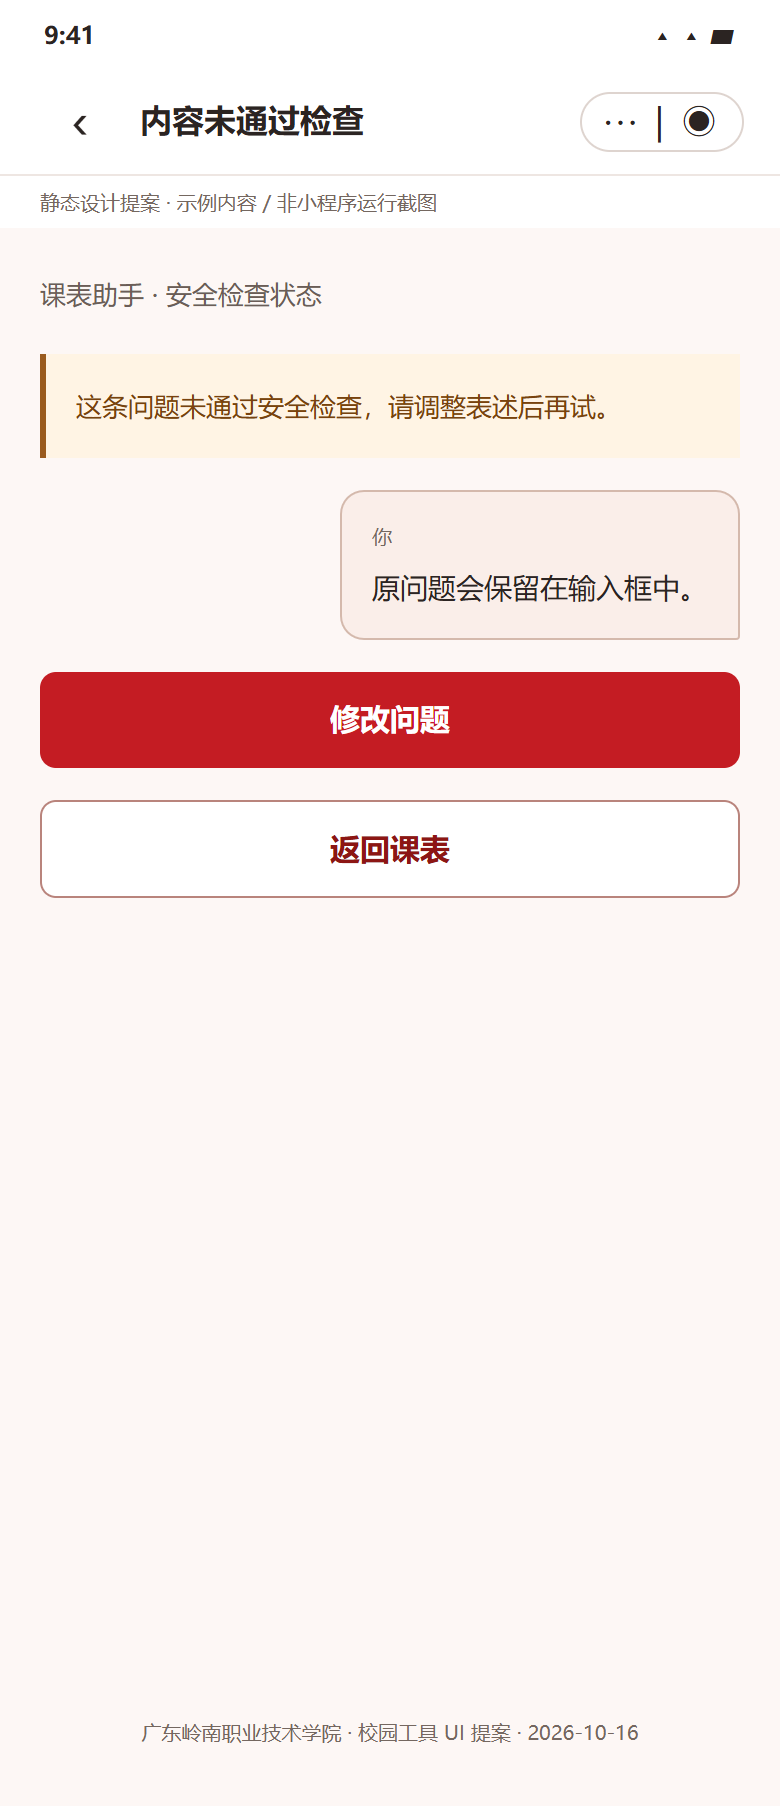 9:41
内容未通过检查
静态设计提案 · 示例内容 / 非小程序运行截图
课表助手 · 安全检查状态
这条问题未通过安全检查，请调整表述后再试。
你
原问题会保留在输入框中。
修改问题
返回课表
广东岭南职业技术学院 · 校园工具 UI 提案 · 2026-10-16